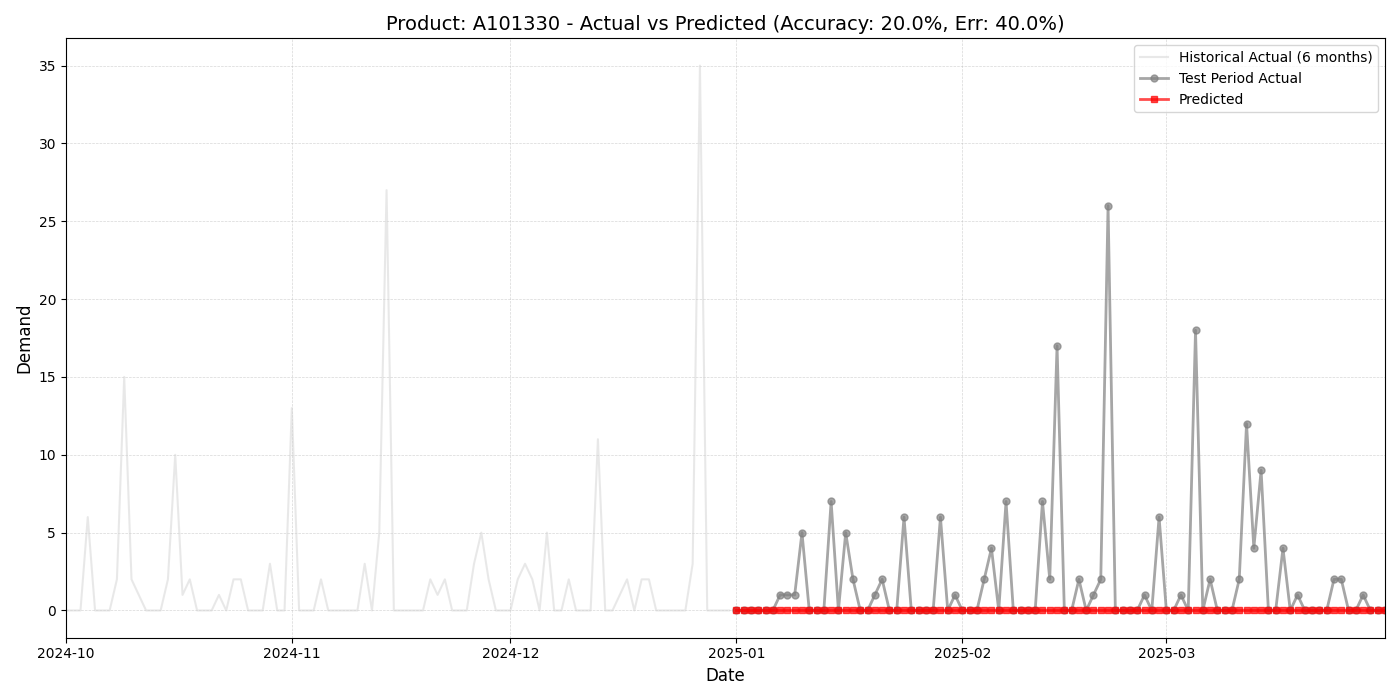 Product: A101330 - Actual vs Predicted (Accuracy: 20.0%, Err: 40.0%)
Historical Actual (6 months)
Test Period Actual
Predicted
Demand
35
30
25
20
15
10
5
0
2024-10
2024-11
2024-12
2025-01
2025-02
2025-03
Date